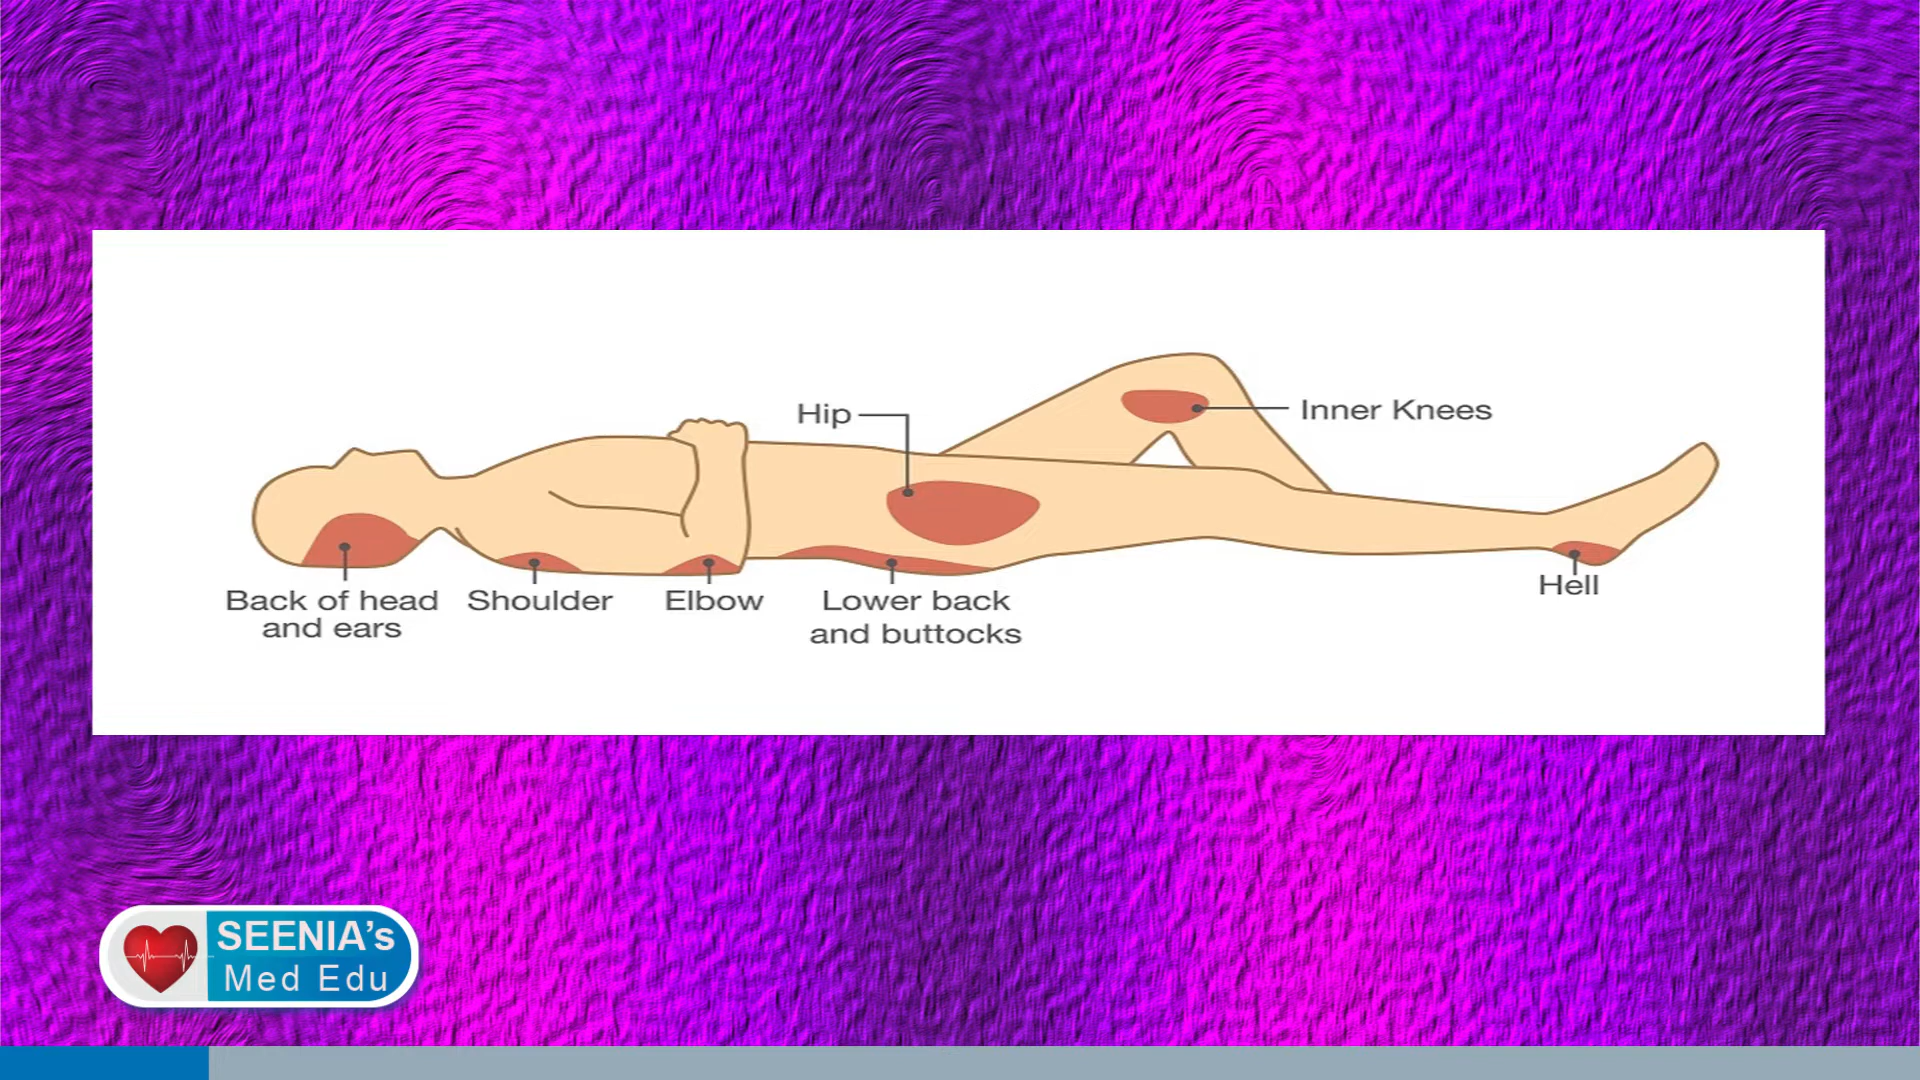 Hip
Inner Knees
Back of head
and ears
Shoulder
Elbow
Lower back
and buttocks
Hell
SEENIA's
Med Edu